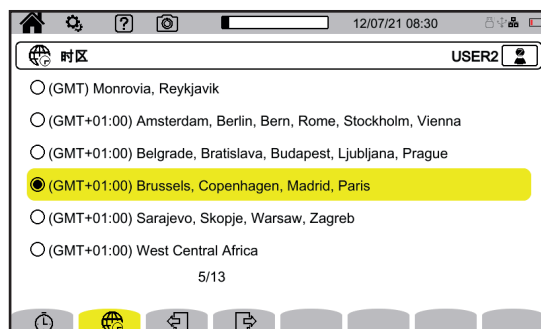 12/07/21 08:30
时区
USER2
(GMT) Monrovia, Reykjavik
(GMT+01:00) Amsterdam, Berlin, Bern, Rome, Stockholm, Vienna
(GMT+01:00) Belgrade, Bratislava, Budapest, Ljubljana, Prague
(GMT+01:00) Brussels, Copenhagen, Madrid, Paris
(GMT+01:00) Sarajevo, Skopje, Warsaw, Zagreb
(GMT+01:00) West Central Africa
5/13